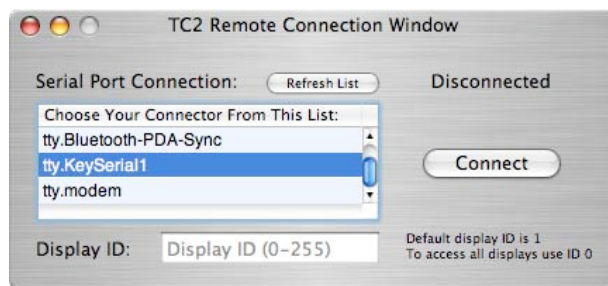 TC2 Remote Connection Window
Serial Port Connection:
Refresh List
Disconnected
Choose Your Connector From This List:
tty.Bluetooth-PDA-Sync
tty.KeySerial1
tty.modem
Connect
Display ID:
Display ID (0-255)
Default display ID is 1
To access all displays use ID 0